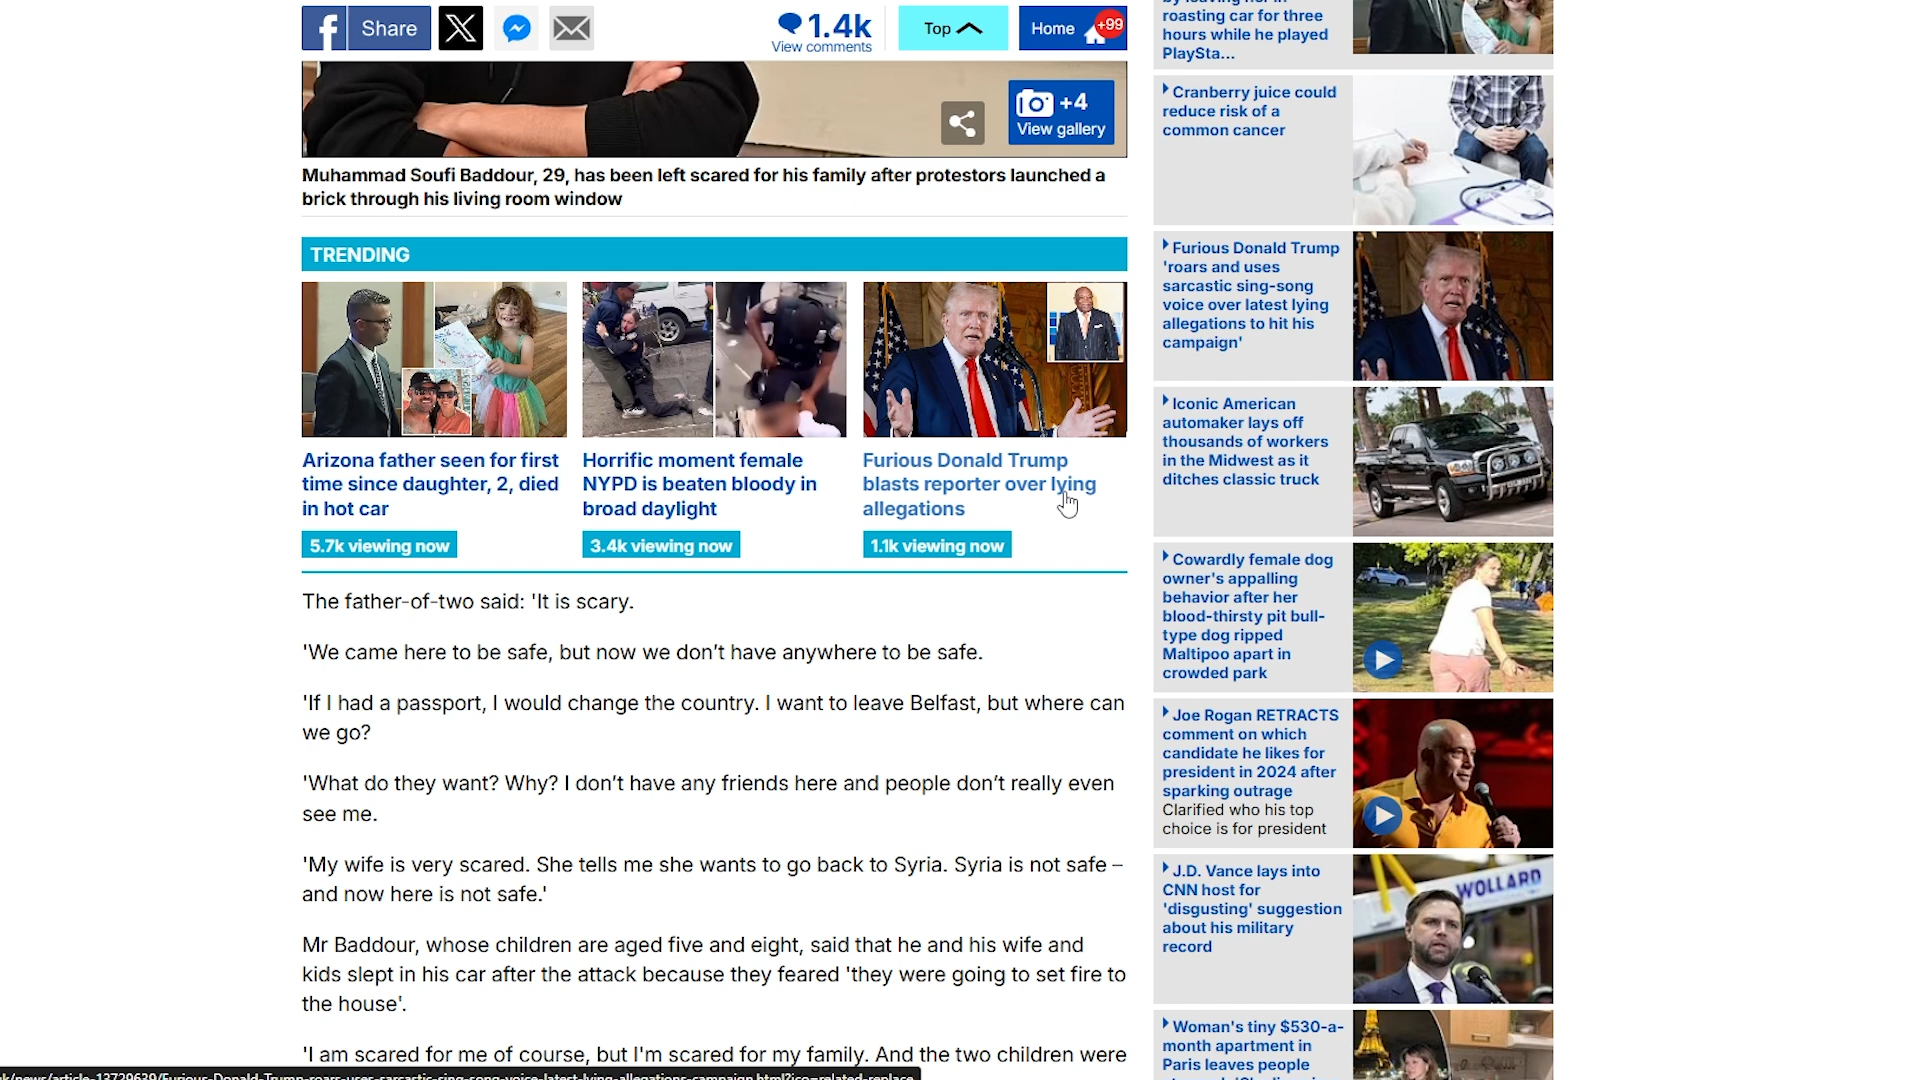 Share
1.4k
View comments
Top
Home
+99
+4
View gallery
Muhammad Soufi Baddour, 29, has been left scared for his family after protestors launched a
brick through his living room window
TRENDING
Arizona father seen for first
time since daughter, 2, died
in hot car
5.7k viewing now
Horrific moment female
NYPD is beaten bloody in
broad daylight
3.4k viewing now
Furious Donald Trump
blasts reporter over lying
allegations
1.1k viewing now
The father-of-two said: 'It is scary.
'We came here to be safe, but now we don't have anywhere to be safe.
'If I had a passport, I would change the country. I want to leave Belfast, but where can
we go?
'What do they want? Why? I don't have any friends here and people don't really even
see me.
'My wife is very scared. She tells me she wants to go back to Syria. Syria is not safe –
and now here is not safe.'
Mr Baddour, whose children are aged five and eight, said that he and his wife and
kids slept in his car after the attack because they feared 'they were going to set fire to
the house'.
'I am scared for me of course, but I'm scared for my family. And the two children were
roasting car for three
hours while he played
PlaySta...
Cranberry juice could
reduce risk of a
common cancer
Furious Donald Trump
'roars and uses
sarcastic sing-song
voice over latest lying
allegations to hit his
campaign'
Iconic American
automaker lays off
thousands of workers
in the Midwest as it
ditches classic truck
Cowardly female dog
owner's appalling
behavior after her
blood-thirsty pit bull-
type dog ripped
Maltipoo apart in
crowded park
Joe Rogan RETRACTS
comment on which
candidate he likes for
president in 2024 after
sparking outrage
Clarified who his top
choice is for president
J.D. Vance lays into
CNN host for
'disgusting' suggestion
about his military
record
WOLLARD
Woman's tiny $530-a-
month apartment in
Paris leaves people